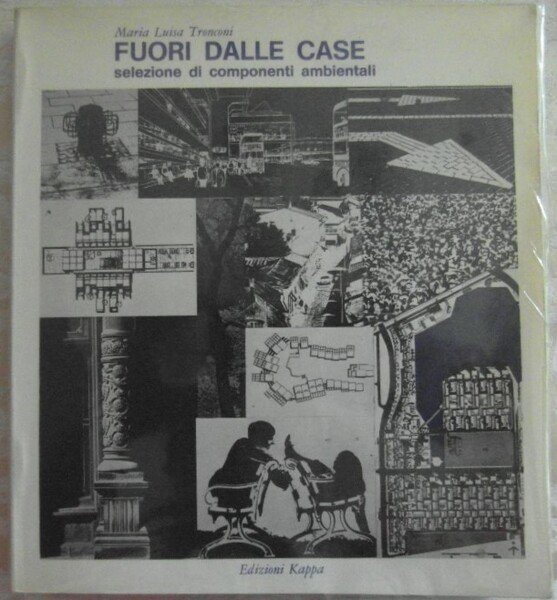 Maria Luisa Tronconi
FUORI DALLE CASE
selezione di componenti ambientali
Edizioni Kappa